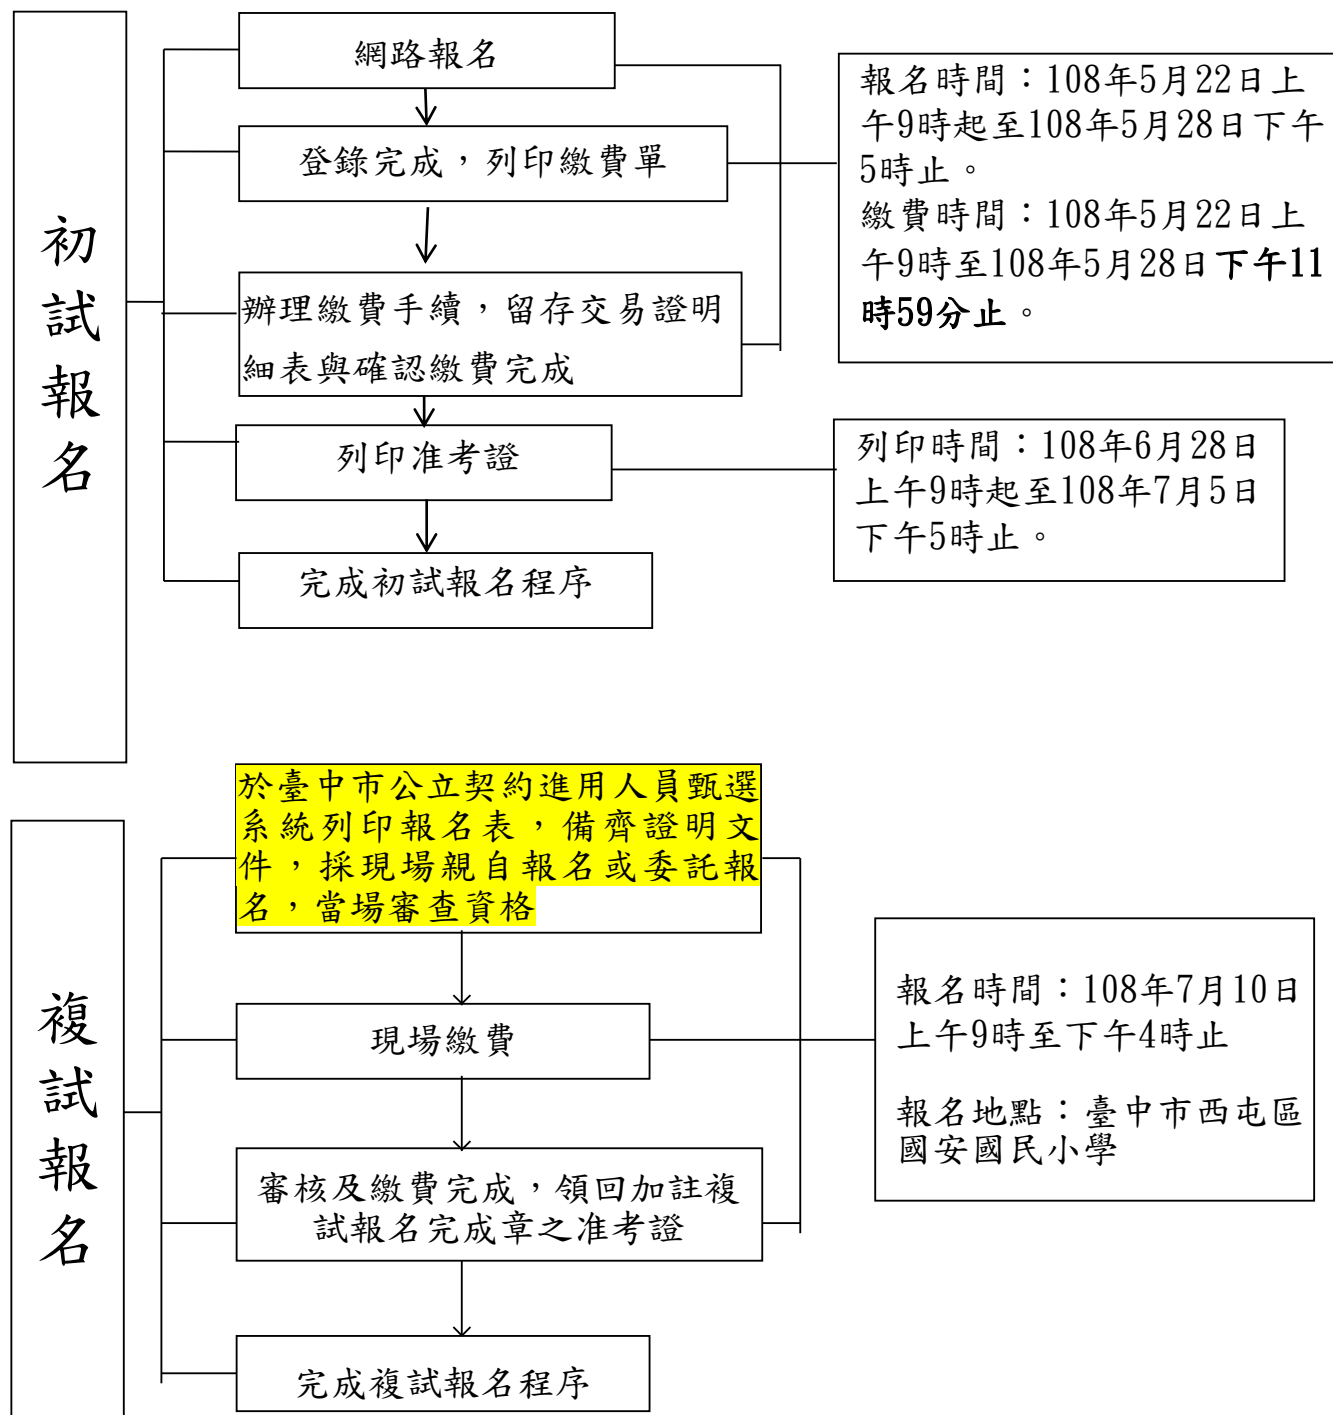 初試報名
網路報名
登錄完成，列印繳費單
辦理繳費手續，留存交易證明
細表與確認繳費完成
列印准考證
完成初試報名程序
報名時間：108年5月22日上
午9時起至108年5月28日下午
5時止。
繳費時間：108年5月22日上
午9時至108年5月28日下午11
時59分止。
列印時間：108年6月28日
上午9時起至108年7月5日
下午5時止。
複試報名
於臺中市公立契約進用人員甄選
系統列印報名表，備齊證明文
件，採現場親自報名或委託報
名，當場審查資格
現場繳費
審核及繳費完成，領回加註複
試報名完成章之准考證
完成複試報名程序
報名時間：108年7月10日
上午9時至下午4時止
報名地點：臺中市西屯區
國安國民小學